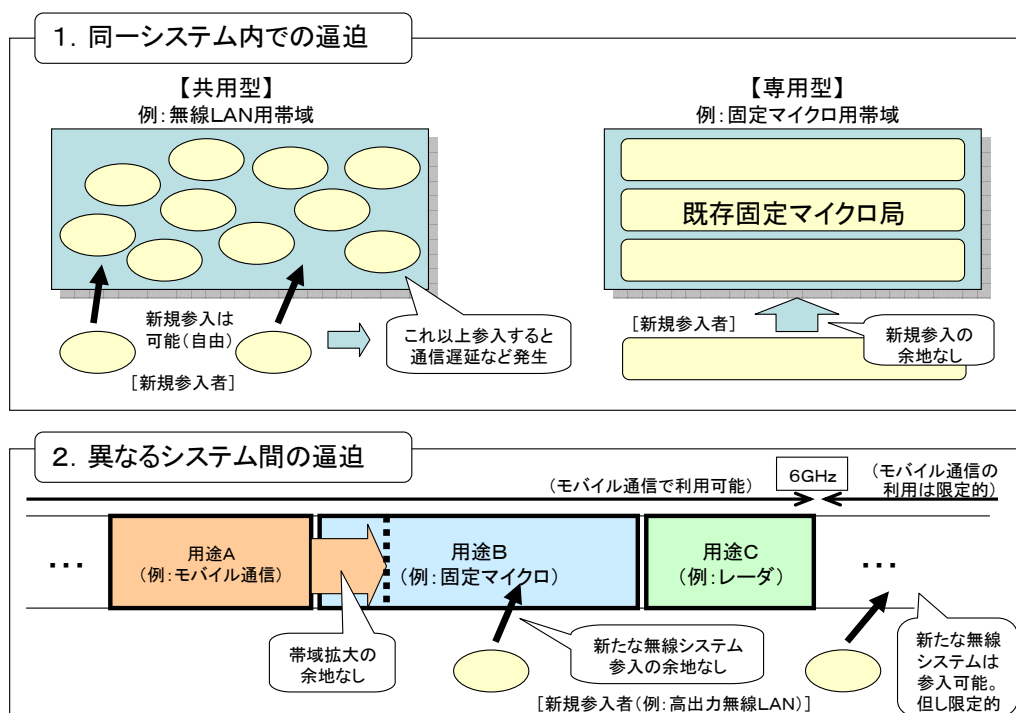 １．同一システム内での逼迫
【共用型】
例：無線LAN用帯域
新規参入は
可能（自由）
［新規参入者］
これ以上参入すると
通信遅延など発生
【専用型】
例：固定マイクロ用帯域
既存固定マイクロ局
［新規参入者］
新規参入の
余地なし
２．異なるシステム間の逼迫
（モバイル通信で利用可能）
6GHz
（モバイル通信の
利用は限定的）
…
用途A
（例：モバイル通信）
用途B
（例：固定マイクロ）
用途C
（例：レーダ）
…
帯域拡大の
余地なし
新たな無線システム
参入の余地なし
［新規参入者（例：高出力無線LAN）］
新たな無線
システムは
参入可能。
但し限定的